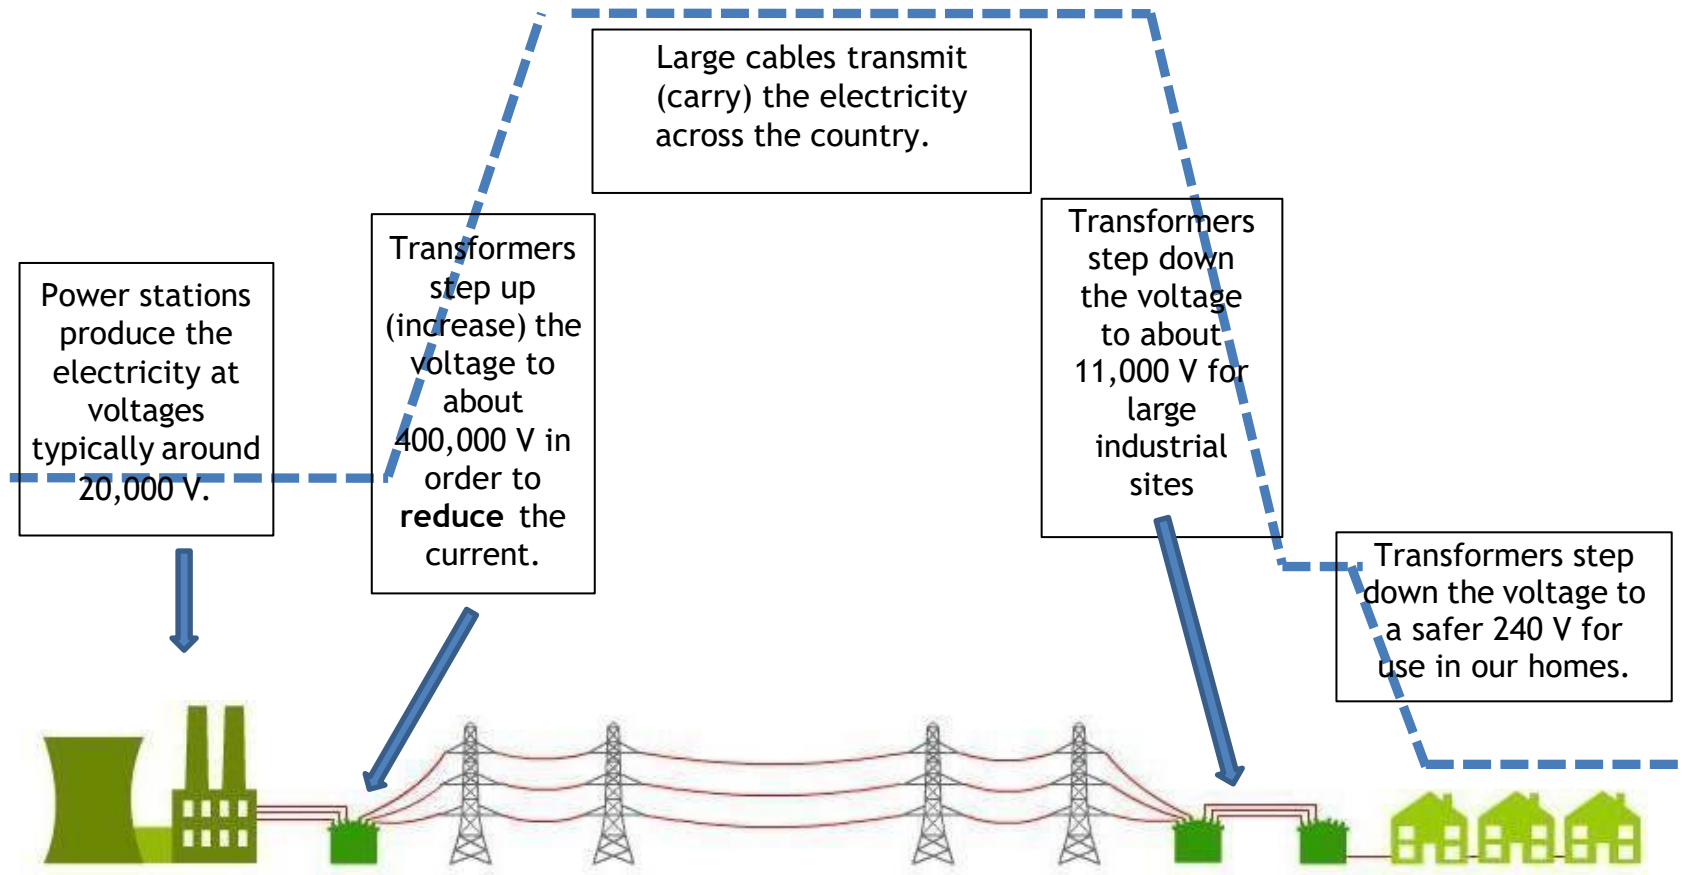 Large cables transmit
(carry) the electricity
across the country.
Power stations
produce the
electricity at
voltages
typically around
20,000 V.
Transformers
step up
(increase) the
voltage to
about
400,000 V in
order to
reduce the
current.
Transformers
step down
the voltage
to about
11,000 V for
large
industrial
sites
Transformers step
down the voltage to
a safer 240 V for
use in our homes.